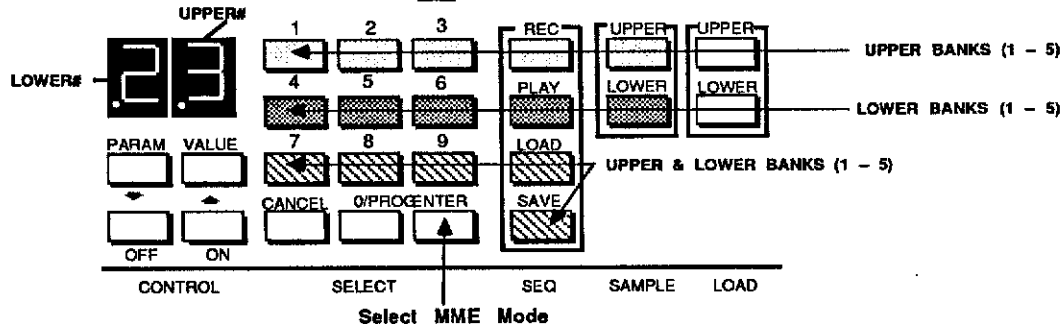 UPPER#
1 2 3 REC UPPER UPPER
2.3
LOWER#
UPPER BANKS (1 – 5)
4 5 6 PLAY LOWER LOWER
LOWER BANKS (1 – 5)
PARAM VALUE 7 8 9 LOAD
UPPER & LOWER BANKS (1 – 5)
CANCEL 0/PROG ENTER SAVE
OFF ON
CONTROL SELECT SEQ SAMPLE LOAD
Select MME Mode